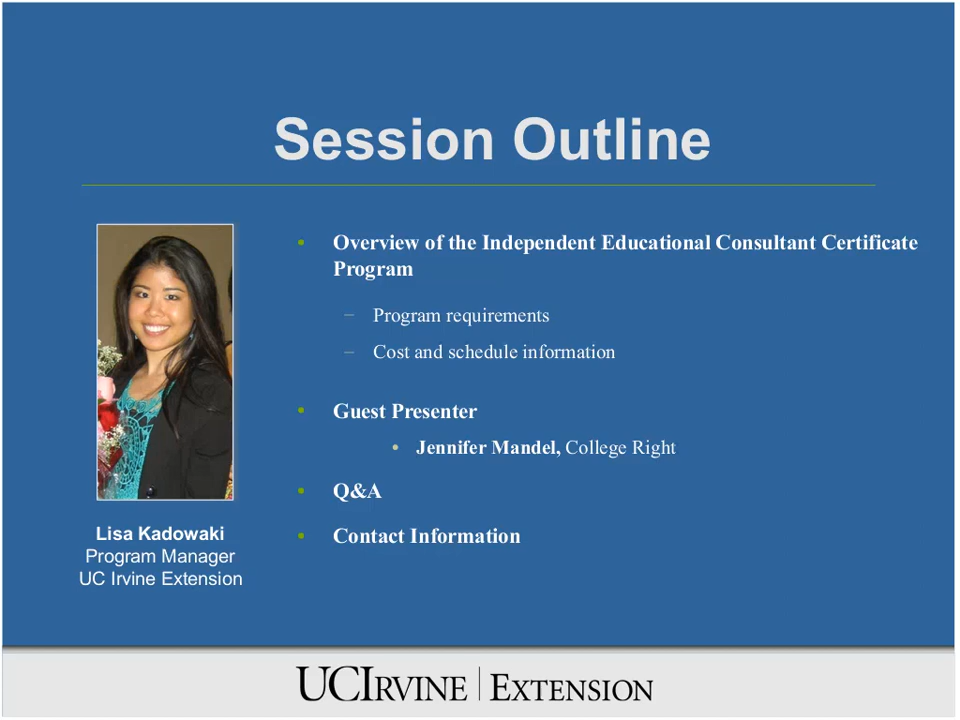 Session Outline
• Overview of the Independent Educational Consultant Certificate
Program
– Program requirements
– Cost and schedule information
• Guest Presenter
• Jennifer Mandel, College Right
• Q&A
• Contact Information
Lisa Kadowaki
Program Manager
UC Irvine Extension
UCIRVINE | EXTENSION